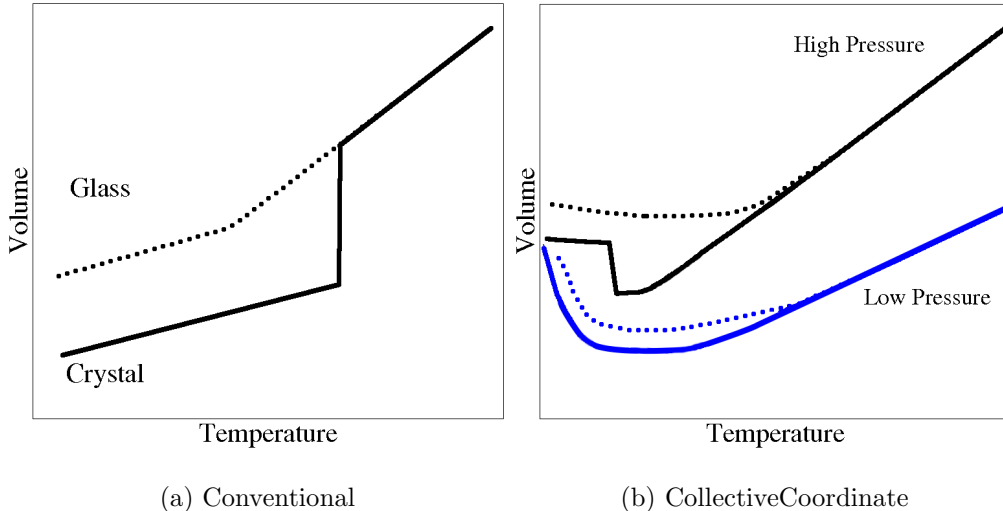 Volume
Glass
Crystal
Temperature
(a) Conventional
Volume
High Pressure
Low Pressure
Temperature
(b) CollectiveCoordinate